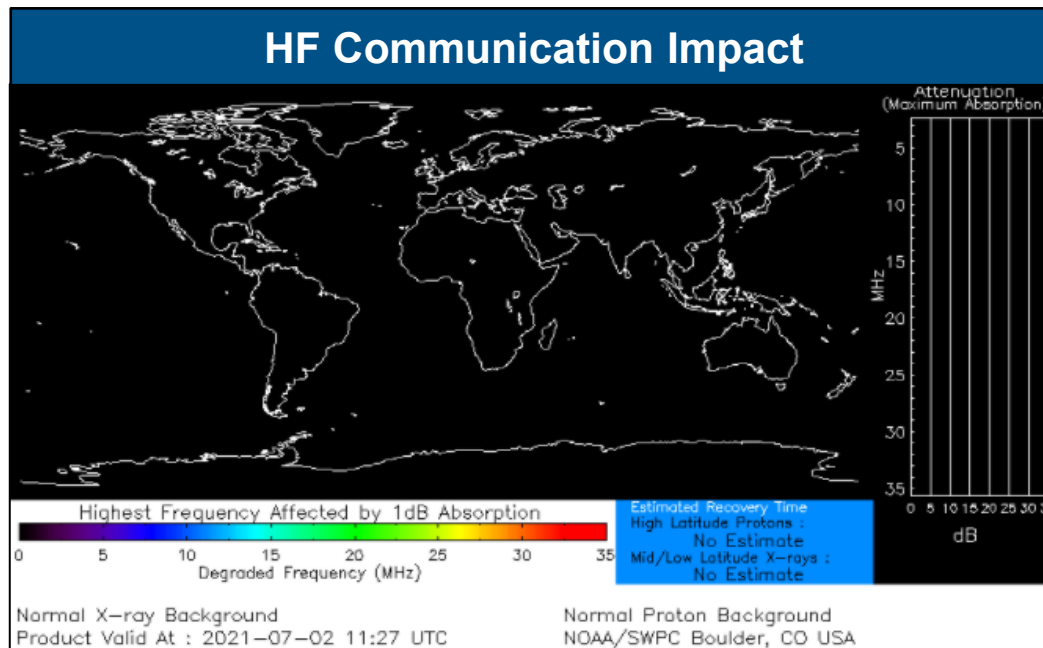 HF Communication Impact
Attenuation
(Maximum Absorption
5
10
15
20
25
30
35
MHz
0 5 10 15 20 25 30 3
dB
Highest Frequency Affected by 1dB Absorption
0 5 10 15 20 25 30 35
Degraded Frequency (MHz)
Estimated Recovery Time
High Latitude Protons :
No Estimate
Mid/Low Latitude X-rays :
No Estimate
Normal X-ray Background
Product Valid At : 2021-07-02 11:27 UTC
Normal Proton Background
NOAA/SWPC Boulder, CO USA